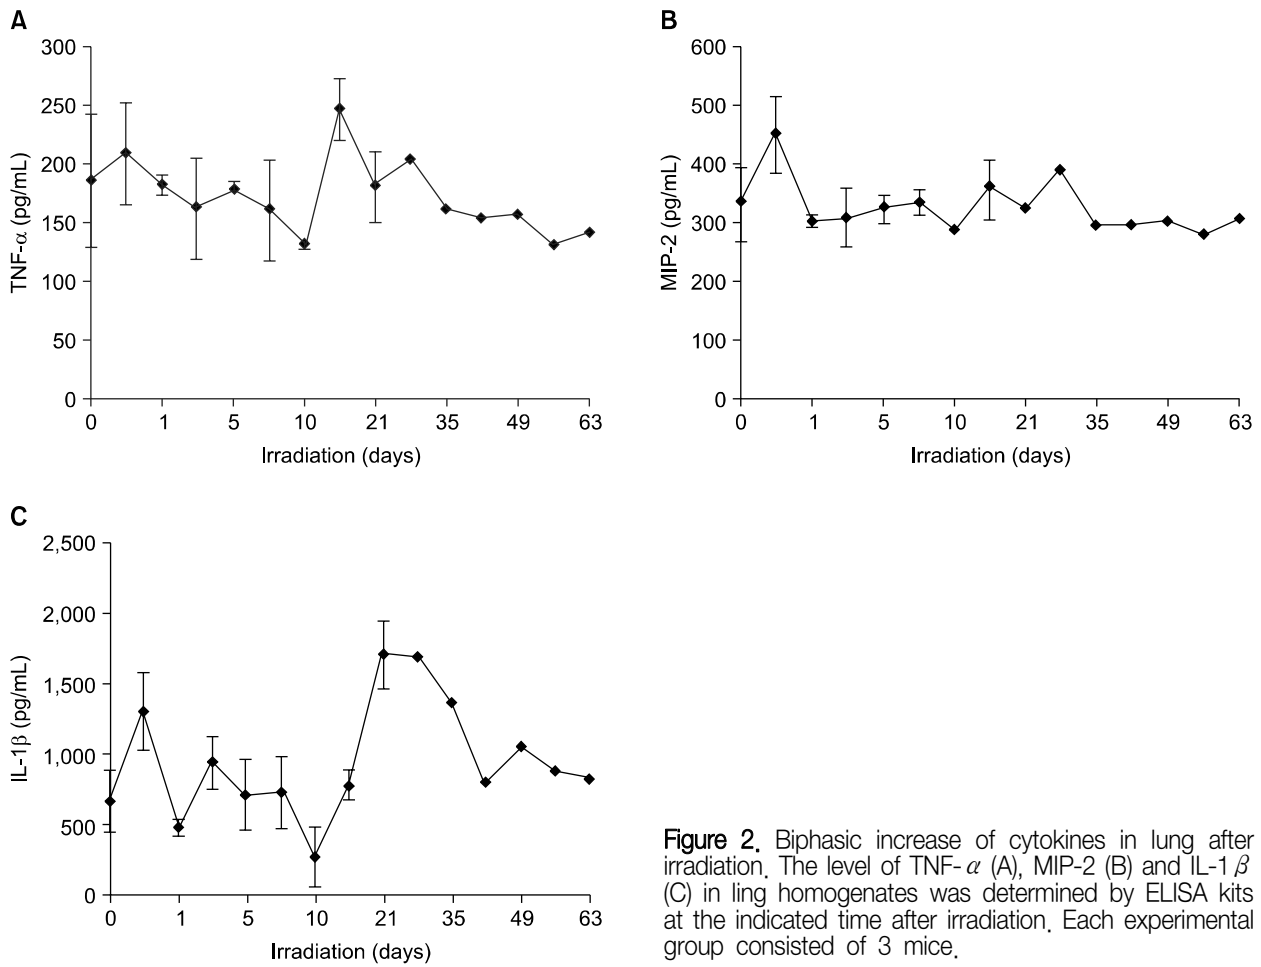 A
300
250
200
150
100
50
0
TNF-α (pg/mL)
0 1 5 10 21 35 49 63
Irradiation (days)
B
600
500
400
300
200
100
0
MIP-2 (pg/mL)
0 1 5 10 21 35 49 63
Irradiation (days)
C
2,500
2,000
1,500
1,000
500
0
IL-1β (pg/mL)
0 1 5 10 21 35 49 63
Irradiation (days)
Figure 2. Biphasic increase of cytokines in lung after
irradiation. The level of TNF-α (A), MIP-2 (B) and IL-1β
(C) in ling homogenates was determined by ELISA kits
at the indicated time after irradiation. Each experimental
group consisted of 3 mice.